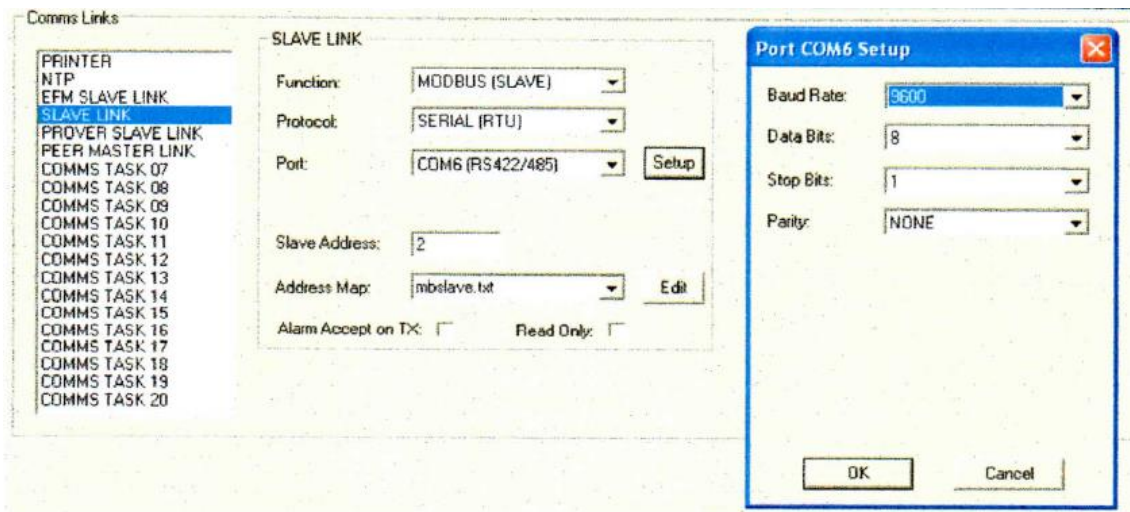 Comms Links
PRINTER
NTP
EFM SLAVE LINK
SLAVE LINK
PROVER SLAVE LINK
PEER MASTER LINK
COMMS TASK 07
COMMS TASK 08
COMMS TASK 09
COMMS TASK 10
COMMS TASK 11
COMMS TASK 12
COMMS TASK 13
COMMS TASK 14
COMMS TASK 15
COMMS TASK 16
COMMS TASK 17
COMMS TASK 18
COMMS TASK 19
COMMS TASK 20
SLAVE LINK
Function: MODBUS (SLAVE)
Protocol: SERIAL (RTU)
Port: COM6 (RS422/485) Setup
Slave Address: 2
Address Map: mbslave.txt Edit
Alarm Accept on TX: Read Only:
Port COM6 Setup
Baud Rate: 9600
Data Bits: 8
Stop Bits: 1
Parity: NONE
OK Cancel